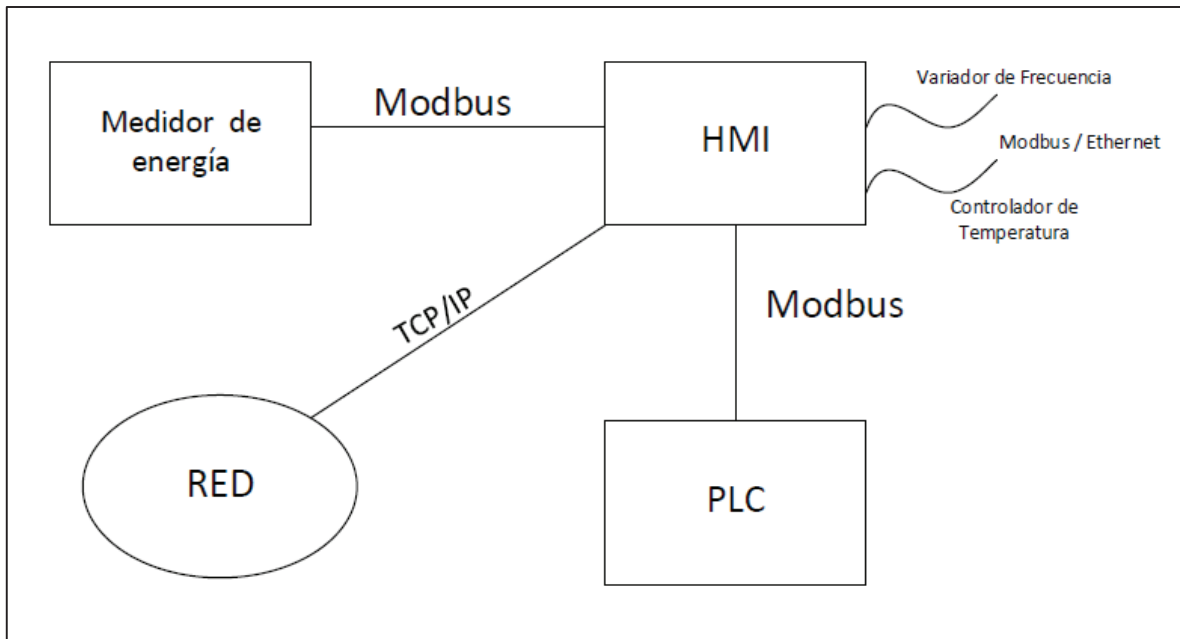 Medidor de
energía
Modbus
HMI
Variador de Frecuencia
Modbus / Ethernet
Controlador de
Temperatura
TCP/IP
Modbus
RED
PLC